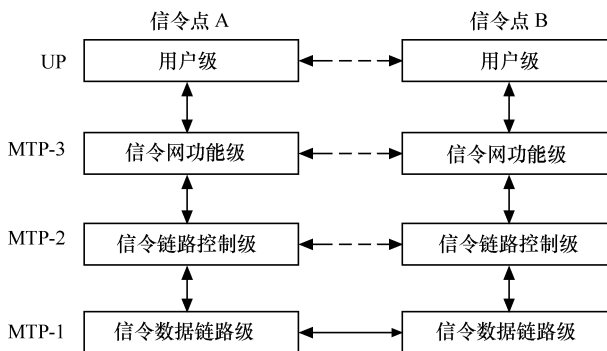 信令点 A 信令点 B
UP 用户级 用户级
MTP-3 信令网功能级 信令网功能级
MTP-2 信令链路控制级 信令链路控制级
MTP-1 信令数据链路级 信令数据链路级